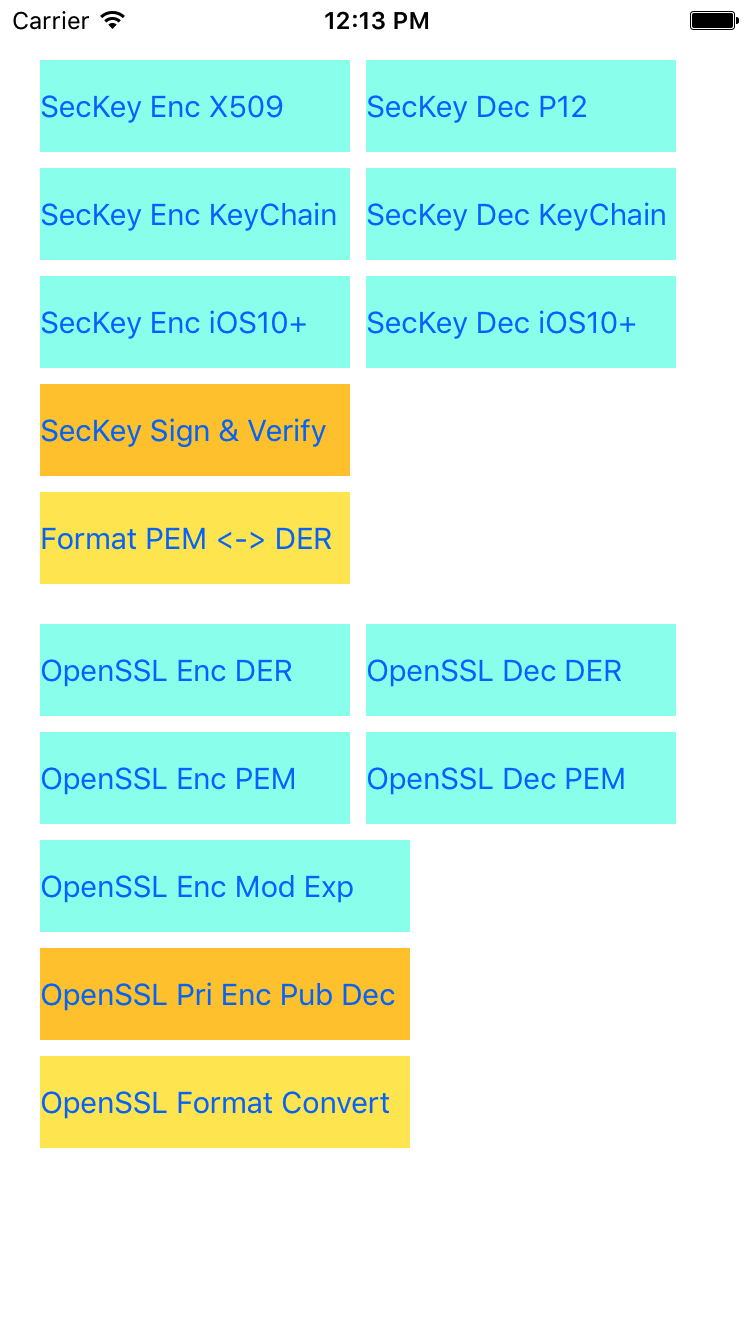 Carrier 12:13 PM
SecKey Enc X509 SecKey Dec P12
SecKey Enc KeyChain SecKey Dec KeyChain
SecKey Enc iOS10+ SecKey Dec iOS10+
SecKey Sign & Verify
Format PEM <-> DER
OpenSSL Enc DER OpenSSL Dec DER
OpenSSL Enc PEM OpenSSL Dec PEM
OpenSSL Enc Mod Exp
OpenSSL Pri Enc Pub Dec
OpenSSL Format Convert